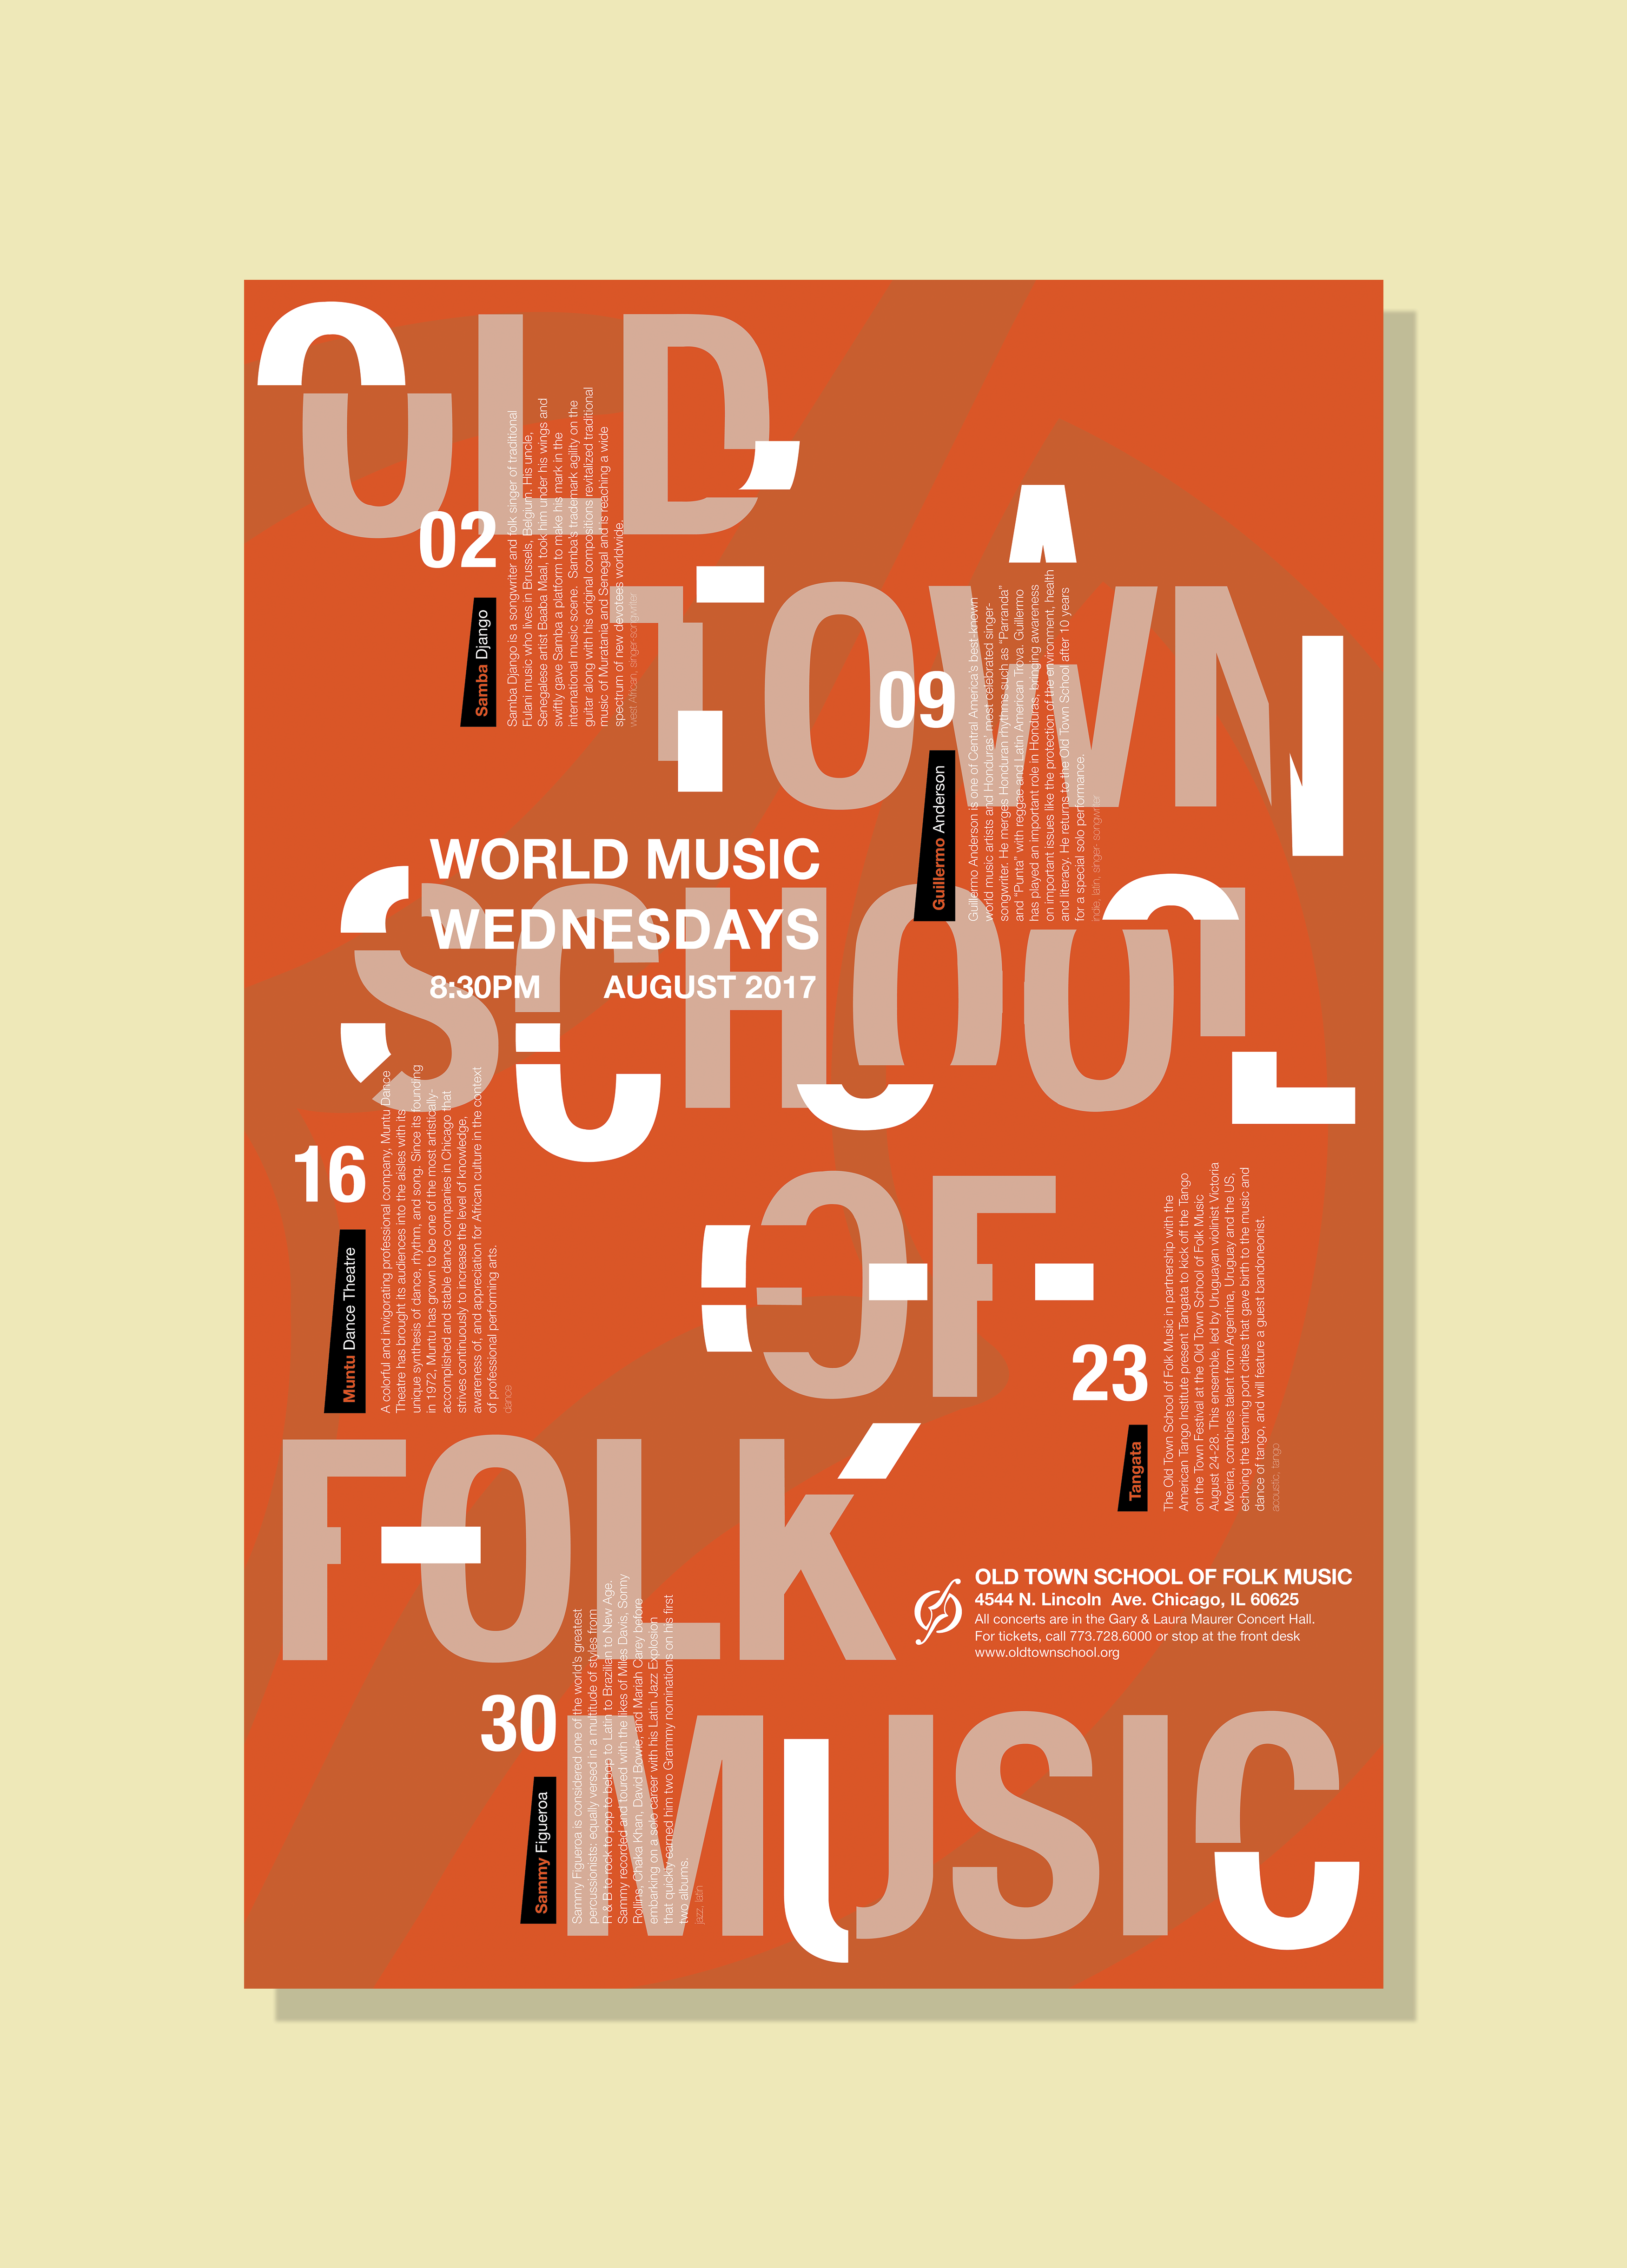 OLD
TOWN
SCHOOL
OF
FOLK
MUSIC
02
Samba Django
Samba Django is a songwriter and folk singer of traditional
Fulani music who lives in Brussels, Belgium. His uncle,
Senegalese artist Baaba Maal, took him under his wings and
swiftly gave Samba a platform to make his mark in the
international music scene. Samba's trademark agility on the
guitar along with his original compositions revitalized traditional
music of Muratania and Senegal and is reaching a wide
spectrum of new devotees worldwide.
west African, singer-songwriter
09
Guillermo Anderson
Guillermo Anderson is one of Central America's best-known
world music artists and Honduras' most celebrated singer-
songwriter. He merges Honduran rhythms such as “Parranda”
and “Punta” with reggae and Latin American Trova. Guillermo
has played an important role in Honduras, bringing awareness
on important issues like the protection of the environment, health
and literacy. He returns to the Old Town School after 10 years
for a special solo performance.
indie, latin, singer- songwriter
WORLD MUSIC
WEDNESDAYS
8:30PM AUGUST 2017
16
Muntu Dance Theatre
A colorful and invigorating professional company, Muntu Dance
Theatre has brought its audiences into the aisles with its
unique synthesis of dance, rhythm, and song. Since its founding
in 1972, Muntu has grown to be one of the most artistically-
accomplished and stable dance companies in Chicago that
strives continuously to increase the level of knowledge,
awareness of, and appreciation for African culture in the context
of professional performing arts.
dance
23
Tangata
The Old Town School of Folk Music in partnership with the
American Tango Institute present Tangata to kick off the Tango
on the Town Festival at the Old Town School of Folk Music
August 24-28. This ensemble, led by Uruguayan violinist Victoria
Moreira, combines talent from Argentina, Uruguay and the US,
echoing the teeming port cities that gave birth to the music and
dance of tango, and will feature a guest bandoneonist.
acoustic, tango
30
Sammy Figueroa
Sammy Figueroa is considered one of the world's greatest
percussionists; equally versed in a multitude of styles from
R & B to rock to pop to bebop to Latin to Brazilian to New Age.
Sammy recorded and toured with the likes of Miles Davis, Sonny
Rollins, Chaka Khan, David Bowie, and Mariah Carey before
embarking on a solo career with his Latin Jazz Explosion
that quickly earned him two Grammy nominations on his first
two albums.
jazz, latin
OLD TOWN SCHOOL OF FOLK MUSIC
4544 N. Lincoln Ave. Chicago, IL 60625
All concerts are in the Gary & Laura Maurer Concert Hall.
For tickets, call 773.728.6000 or stop at the front desk
www.oldtownschool.org